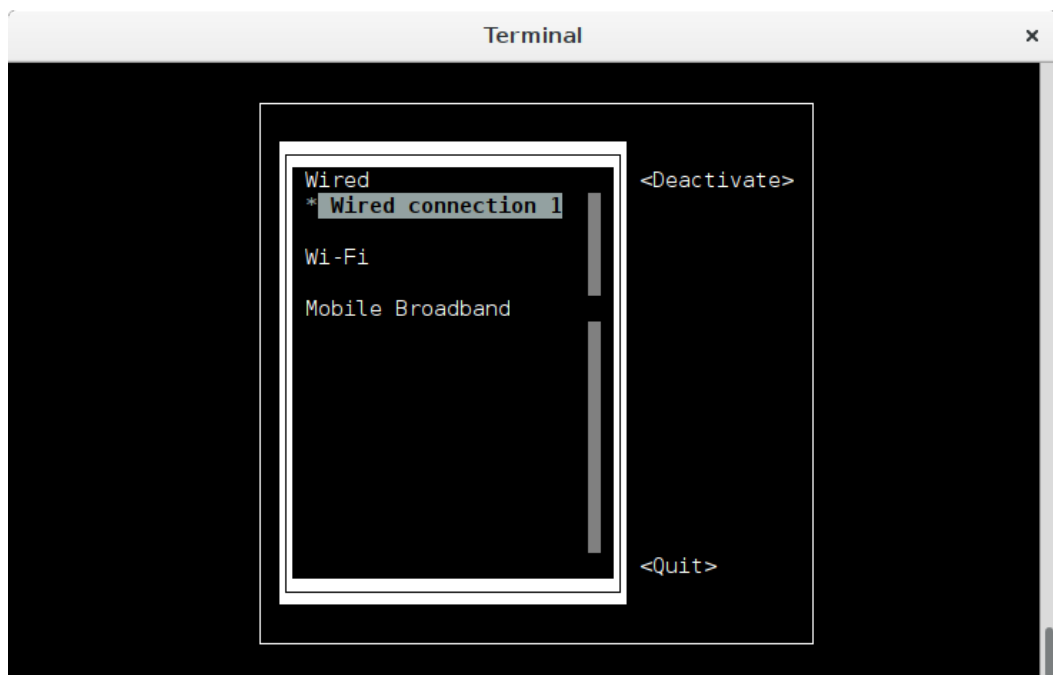 Terminal
Wired
* Wired connection 1
Wi-Fi
Mobile Broadband
<Deactivate>
<Quit>